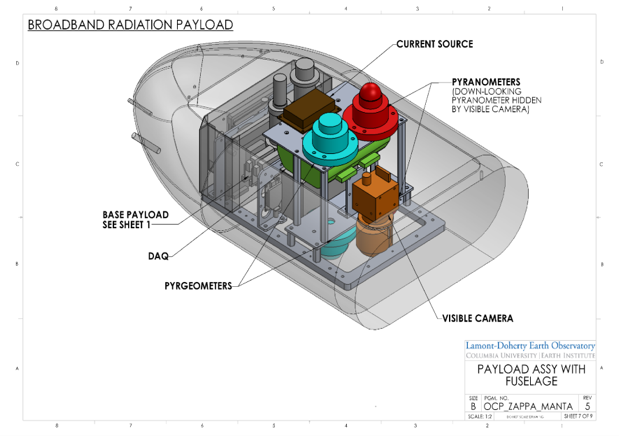 8 7 6 5 4 3 2 1
BROADBAND RADIATION PAYLOAD
CURRENT SOURCE
PYRANOMETERS
(DOWN-LOOKING
PYRANOMETER HIDDEN
BY VISIBLE CAMERA)
D D
C C
BASE PAYLOAD
SEE SHEET 1
DAQ
PYRGEOMETERS
B B
VISIBLE CAMERA
Lamont-Doherty Earth Observatory
COLUMBIA UNIVERSITY | EARTH INSTITUTE
A A
PAYLOAD ASSY WITH
FUSELAGE
SIZE PGM. NO. REV
B OCP_ZAPPA_MANTA 5
SCALE: 1:2 SHEET 7 OF 9
8 7 6 5 4 3 2 1